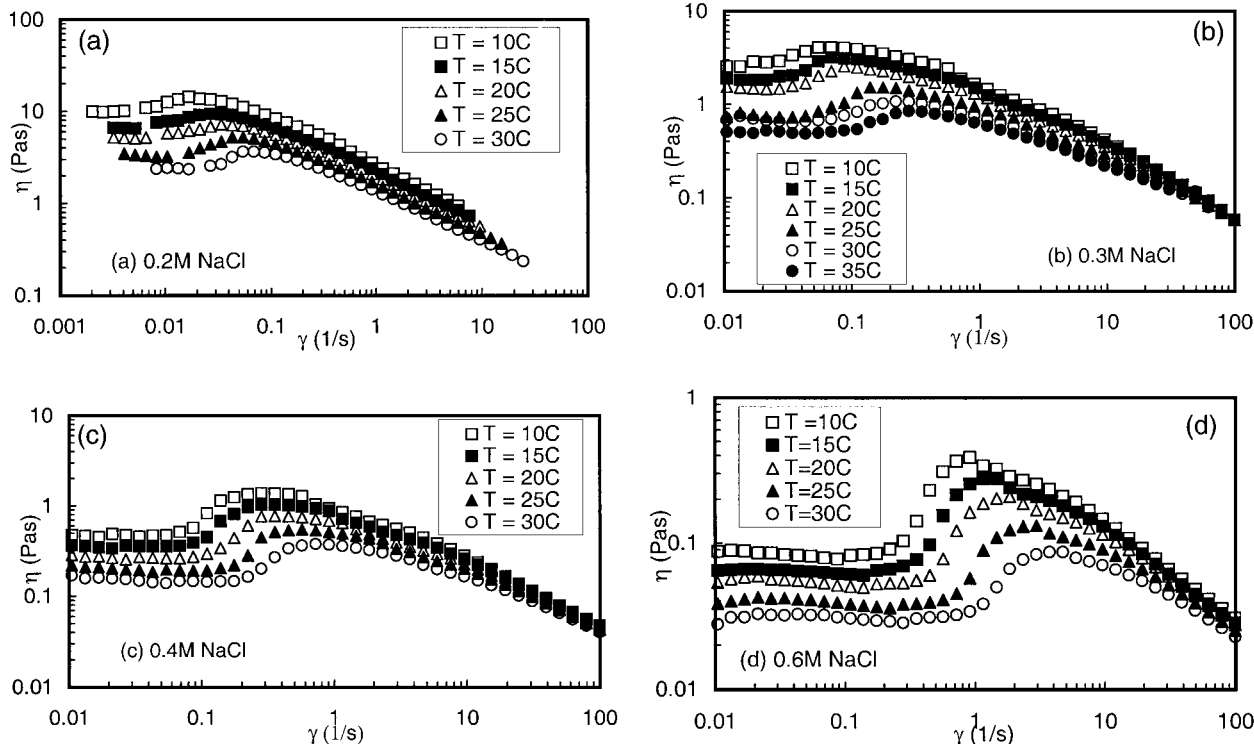 (a)
100
10
1
0.1
η (Pas)
T = 10C
T = 15C
T = 20C
T = 25C
T = 30C
(a) 0.2M NaCl
0.001
0.01
0.1
1
10
100
γ (1/s)
(b)
10
1
0.1
0.01
η (Pas)
T = 10C
T = 15C
T = 20C
T = 25C
T = 30C
T = 35C
(b) 0.3M NaCl
0.01
0.1
1
10
100
γ (1/s)
(c)
10
1
0.1
0.01
η (Pas)
T = 10C
T = 15C
T = 20C
T = 25C
T = 30C
(c) 0.4M NaCl
0.01
0.1
1
10
100
γ (1/s)
(d)
1
0.1
0.01
η (Pas)
T =10C
T=15C
T=20C
T=25C
T=30C
(d) 0.6M NaCl
0.01
0.1
1
10
100
γ (1/s)